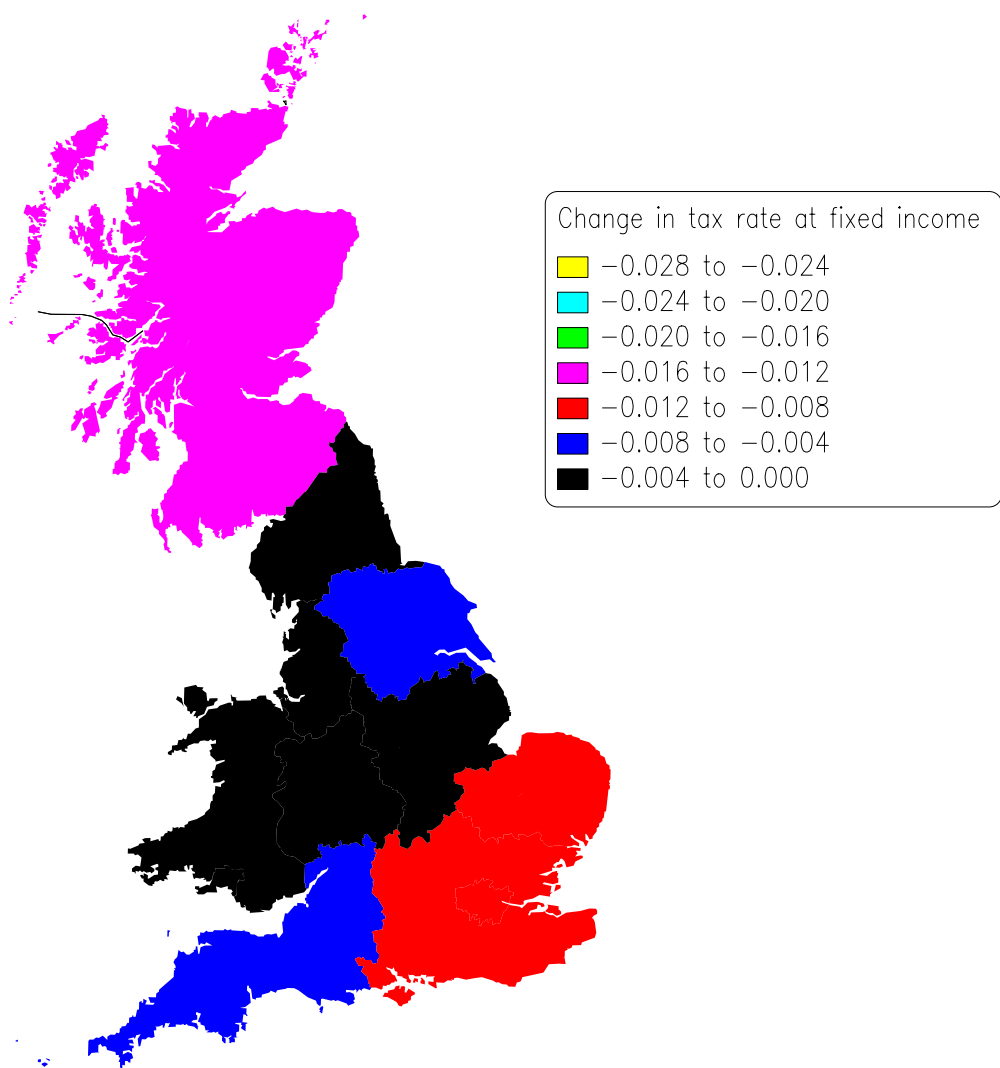 Change in tax rate at fixed income
−0.028 to −0.024
−0.024 to −0.020
−0.020 to −0.016
−0.016 to −0.012
−0.012 to −0.008
−0.008 to −0.004
−0.004 to 0.000